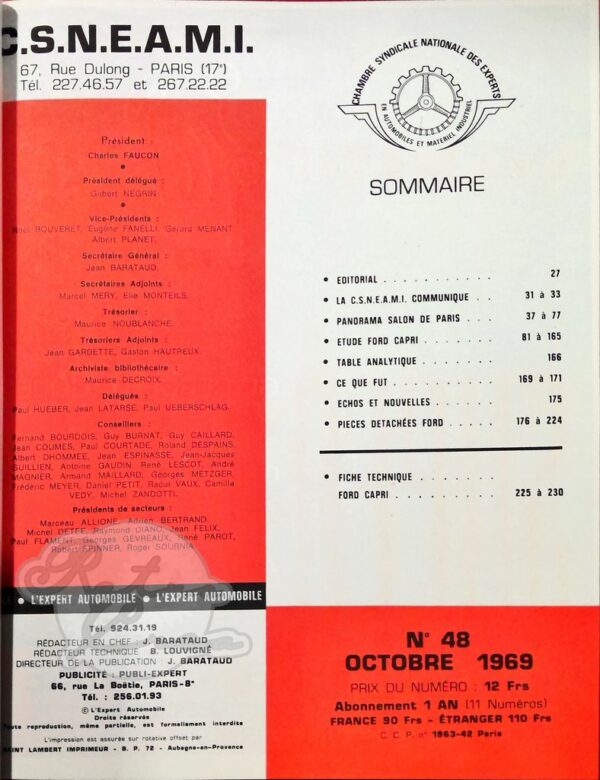 C.S.N.E.A.M.I.
67, Rue Dulong - PARIS (17e)
Tél. 227.46.57 et 267.22.22
Président :
Charles FAUCON
Président délégué :
Gilbert NEGRIN
Vice-Présidents :
Noël BOUVERET, Eugène FANELLI, Gérard MENANT
Albert PLANET.
Secrétaire Général :
Jean BARATAUD.
Secrétaires Adjoints :
Marcel MERY, Elie MONTEILS.
Trésorier :
Maurice NOUBLANCHE.
Trésoriers Adjoints :
Jean GARDETTE, Gaston HAUTREUX.
Archiviste bibliothécaire :
Maurice DECROIX.
Délégués :
Paul HUEBER, Jean LATARSE, Paul UEBERSCHLAG.
Conseillers :
Fernand BOURDOIS, Guy BURNAT, Guy CAILLARD,
Jean COUMES, Paul COURTADE, Roland DESPAINS,
Albert DHOMMEE, Jean ESPINASSE, Jean-Jacques
GUILLIEN, Antoine GAUDIN René LESCOT, André
MAGNIER, Armand MAILLARD, Georges METZGER,
Frédéric MEYER, Daniel PETIT, Raoul VAUX, Camille
VEDY, Michel ZANDOTTI.
Présidents de secteurs :
Marceau ALLIONE, Adrien BERTRAND,
Michel DETEE, Raymond DIANO, Jean FELIX,
Paul FLAMENT, Georges GEVREAUX, René PAROT,
Robert SPINNER, Roger SOURNIA.
• L'EXPERT AUTOMOBILE • L'EXPERT AUTOMOBILE
Tél. 924.31.19
RÉDACTEUR EN CHEF : J. BARATAUD
RÉDACTEUR TECHNIQUE : B. LOUVIGNÉ
DIRECTEUR DE LA PUBLICATION : J. BARATAUD
PUBLICITÉ : PUBLI-EXPERT
66, rue La Boëtie, PARIS-8e
Tél. : 256.01.93
© L'Expert Automobile
Droits réservés
Toute reproduction, même partielle, est formellement interdite
L'impression est assurée sur rotative offset par
SAINT LAMBERT IMPRIMEUR - B. P. 72 - Aubagne-en-Provence
CHAMBRE SYNDICALE NATIONALE DES EXPERTS
EN AUTOMOBILES ET MATERIEL INDUSTRIEL
SOMMAIRE
• EDITORIAL . . . . . . . . . . . 27
• LA C.S.N.E.A.M.I. COMMUNIQUE . . 31 à 33
• PANORAMA SALON DE PARIS . . . 37 à 77
• ETUDE FORD CAPRI . . . . . . . 81 à 165
• TABLE ANALYTIQUE . . . . . . . 166
• CE QUE FUT . . . . . . . . . . 169 à 171
• ECHOS ET NOUVELLES . . . . . . 175
• PIECES DETACHÉES FORD . . . . . 176 à 224
• FICHE TECHNIQUE . . . . . . . .
FORD CAPRI . . . . . . . . . . 225 à 230
N° 48
OCTOBRE 1969
PRIX DU NUMÉRO : 12 Frs
Abonnement 1 AN (11 Numéros)
FRANCE 90 Frs - ÉTRANGER 110 Frs
C. C. P. n° 1963-42 Paris